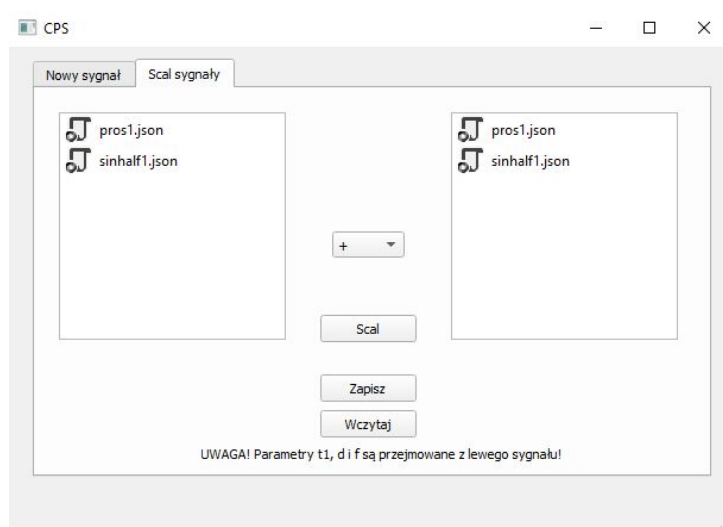 CPS
Nowy sygnał Scal sygnały
pros1.json
sinhalf1.json
pros1.json
sinhalf1.json
+
Scal
Zapisz
Wczytaj
UWAGA! Parametry t1, d i f są przejmowane z lewego sygnału!